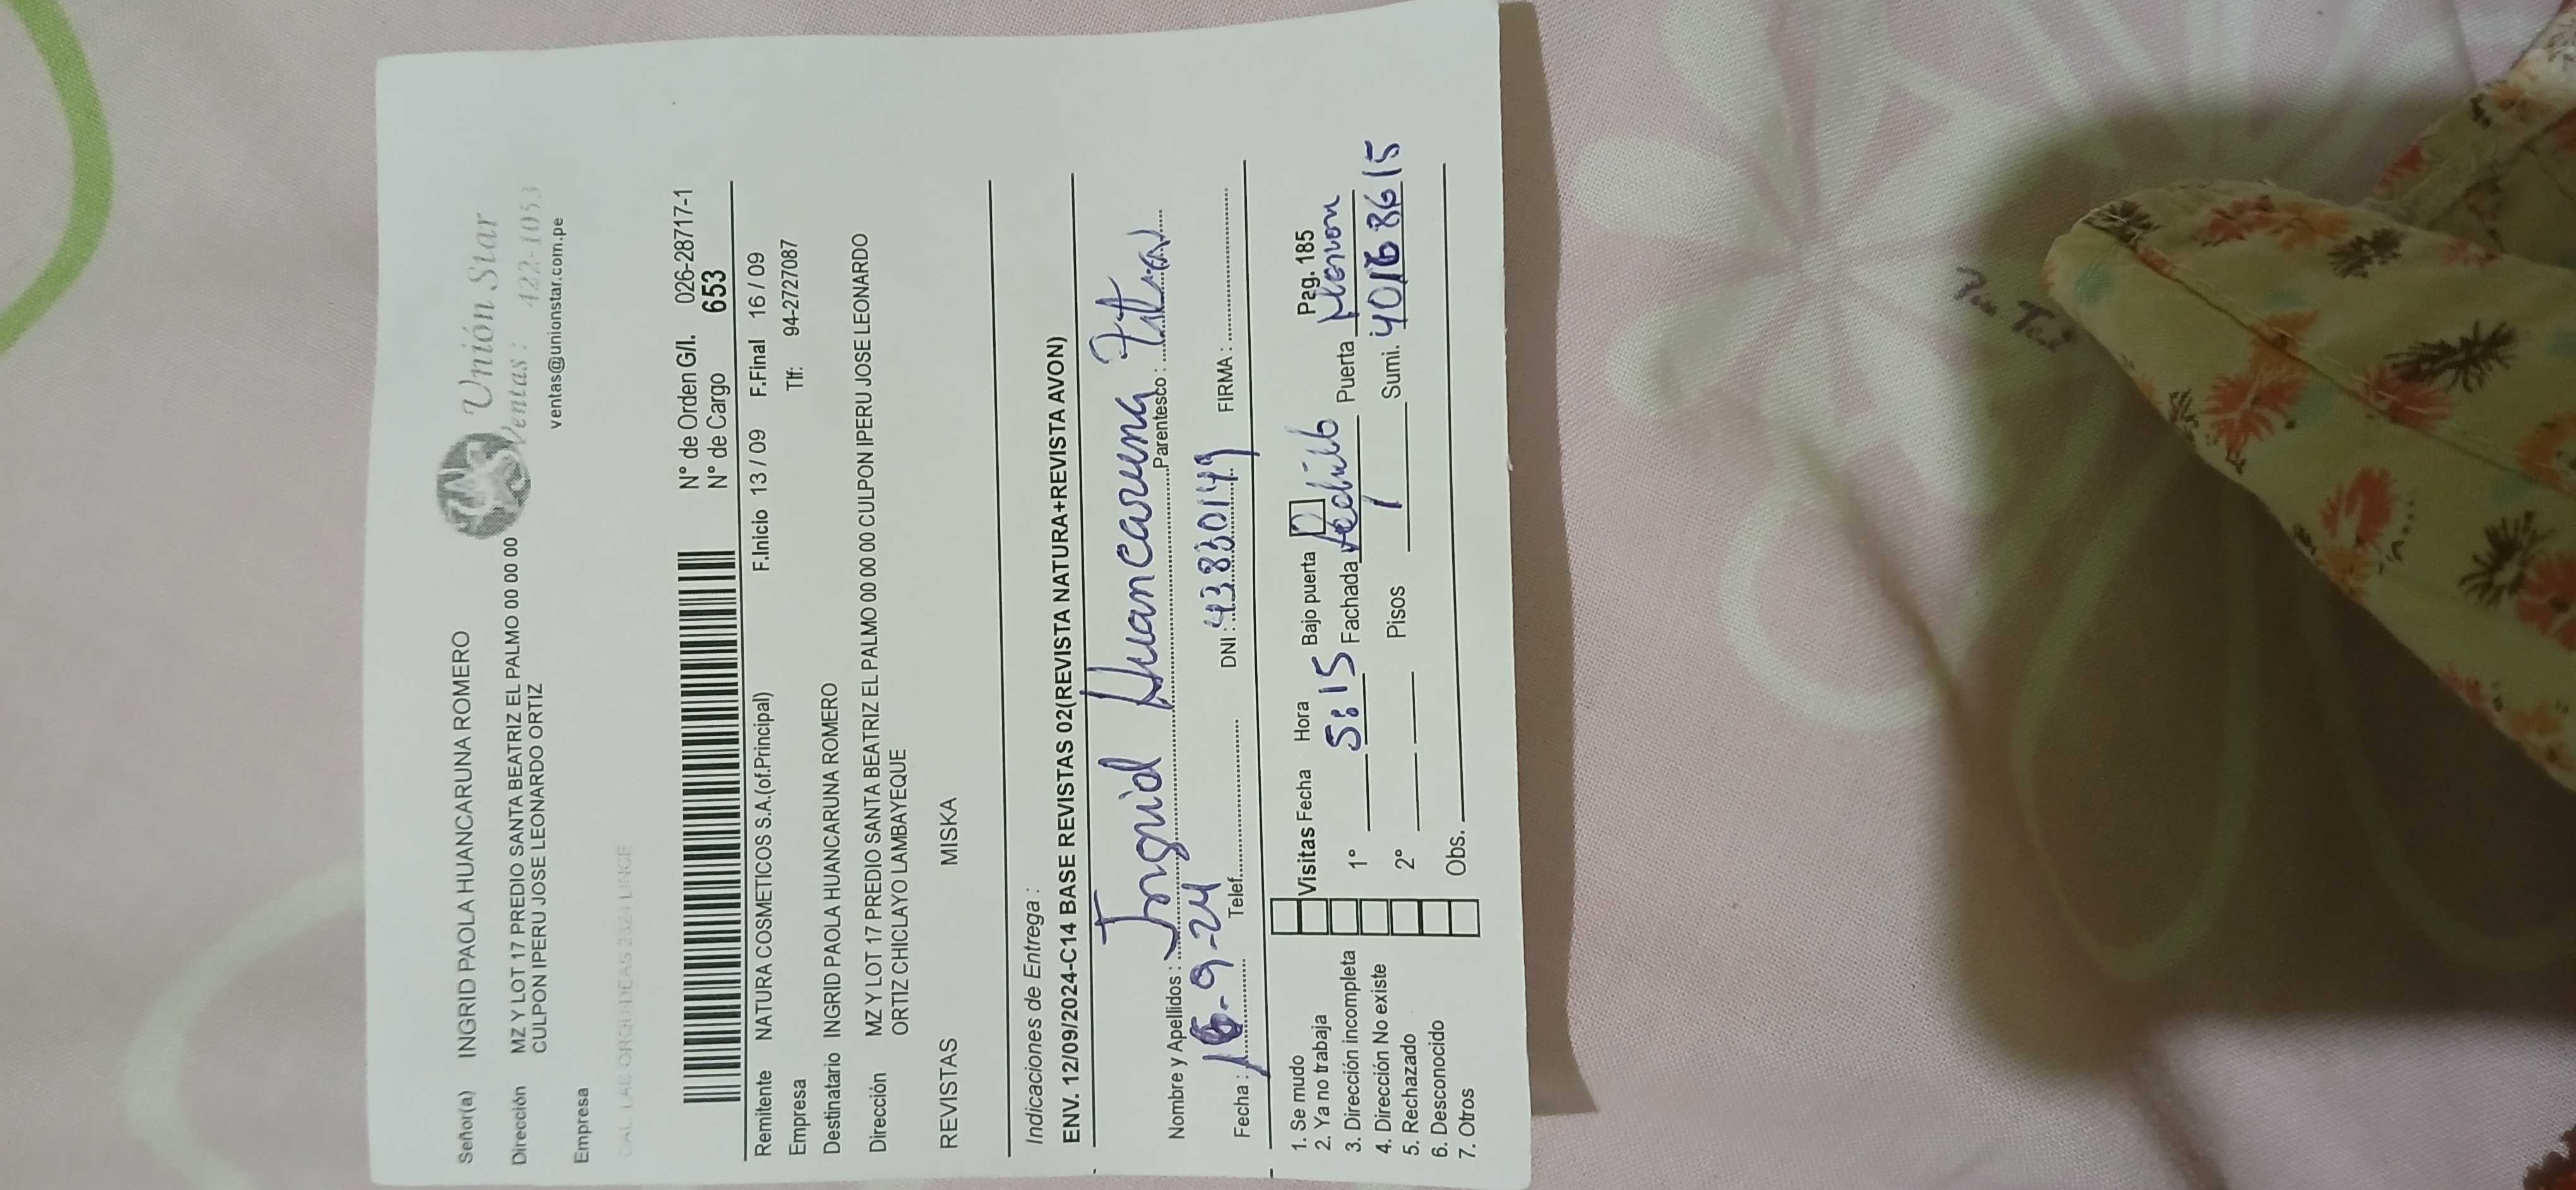 Señor(a) INGRID PAOLA HUANCARUNA ROMERO
Unión Star
Ventas: 422-1053
Dirección MZ Y LOT 17 PREDIO SANTA BEATRIZ EL PALMO 00 00 00
CULPON IPERU JOSE LEONARDO ORTIZ
ventas@unionstar.com.pe
Empresa
CAL. LAS ORQUIDEAS 2324 LINCE
N° de Orden G/I. 026-28717-1
N° de Cargo 653
Remitente NATURA COSMETICOS S.A.(of.Principal) F.Inicio 13 / 09 F.Final 16 / 09
Empresa Tlf: 94-2727087
Destinatario INGRID PAOLA HUANCARUNA ROMERO
Dirección MZ Y LOT 17 PREDIO SANTA BEATRIZ EL PALMO 00 00 00 CULPON IPERU JOSE LEONARDO
ORTIZ CHICLAYO LAMBAYEQUE
REVISTAS MISKA
Indicaciones de Entrega :
ENV. 12/09/2024-C14 BASE REVISTAS 02(REVISTA NATURA+REVISTA AVON)
Nombre y Apellidos : Ingrid Huancaruna Parentesco :
Fecha : 16-9-24 Telef. DNI : 43830149 FIRMA :
1. Se mudo Visitas Fecha Hora Bajo puerta Pag. 185
2. Ya no trabaja
3. Dirección incompleta 1° 5:15 Fachada Puerta Marron
4. Dirección No existe
5. Rechazado 2° Pisos 1 Sumi. 40168615
6. Desconocido
7. Otros Obs.